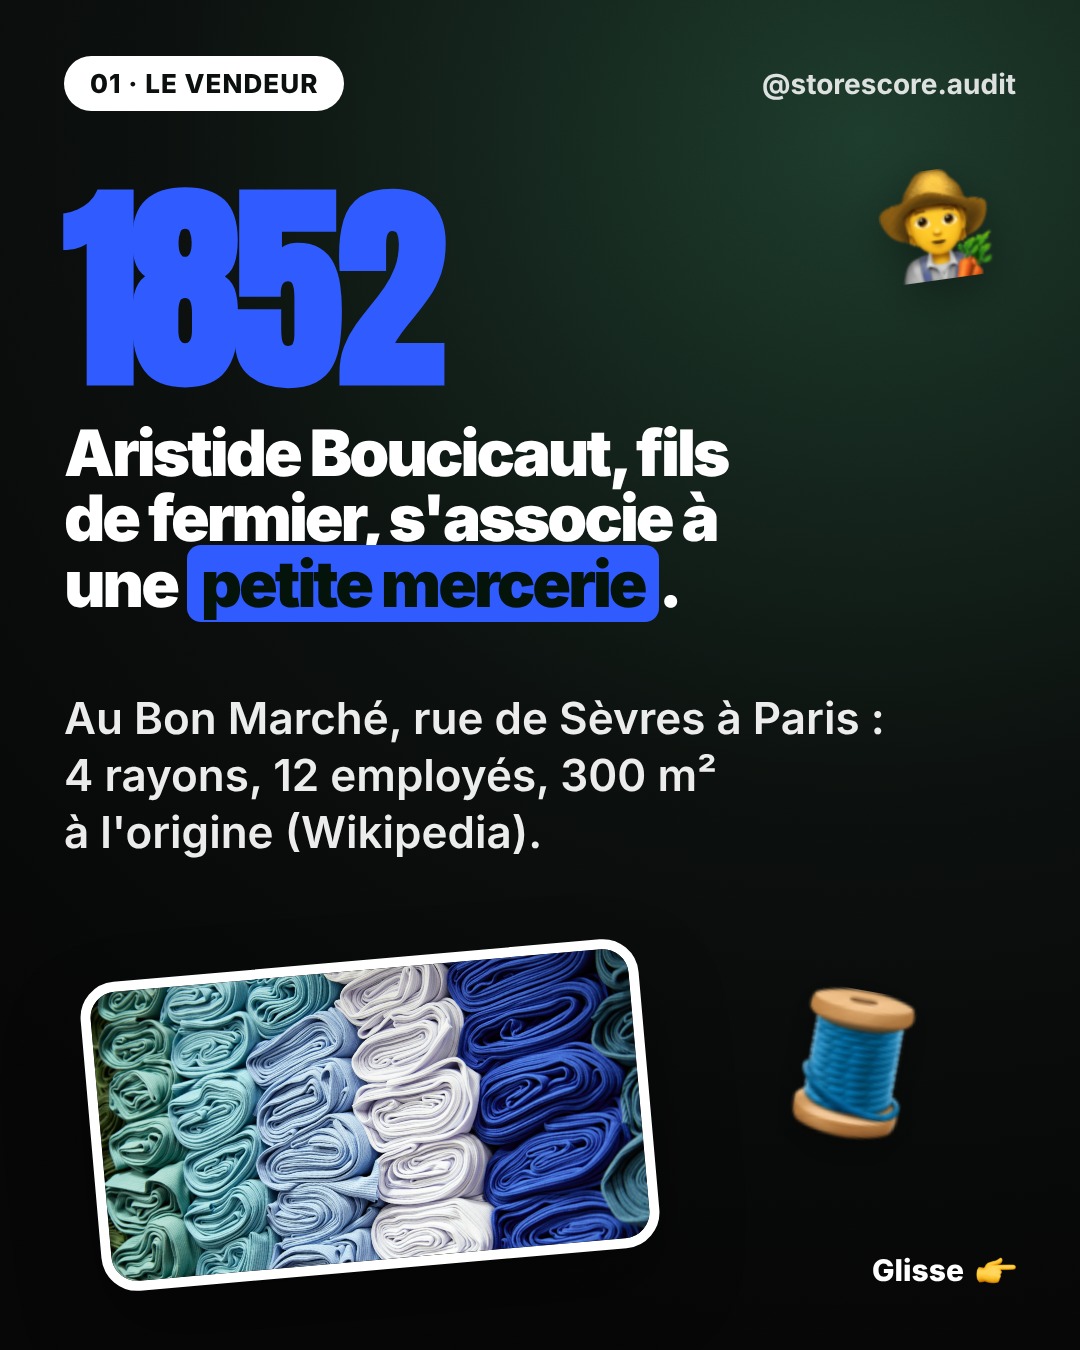 01 · LE VENDEUR
@storescore.audit
1852
Aristide Boucicaut, fils
de fermier, s'associe à
une petite mercerie.
Au Bon Marché, rue de Sèvres à Paris :
4 rayons, 12 employés, 300 m²
à l'origine (Wikipedia).
Glisse 👉